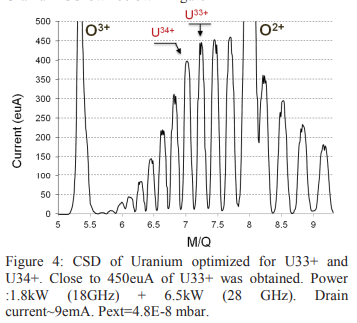 U33+
O3+
U34+
O2+
500
450
400
350
300
250
200
150
100
50
0
Current (euA)
5 5.5 6 6.5 7 7.5 8 8.5 9
M/Q
Figure 4: CSD of Uranium optimized for U33+ and
U34+. Close to 450euA of U33+ was obtained. Power
:1.8kW (18GHz) + 6.5kW (28 GHz). Drain
current~9emA. Pext=4.8E-8 mbar.